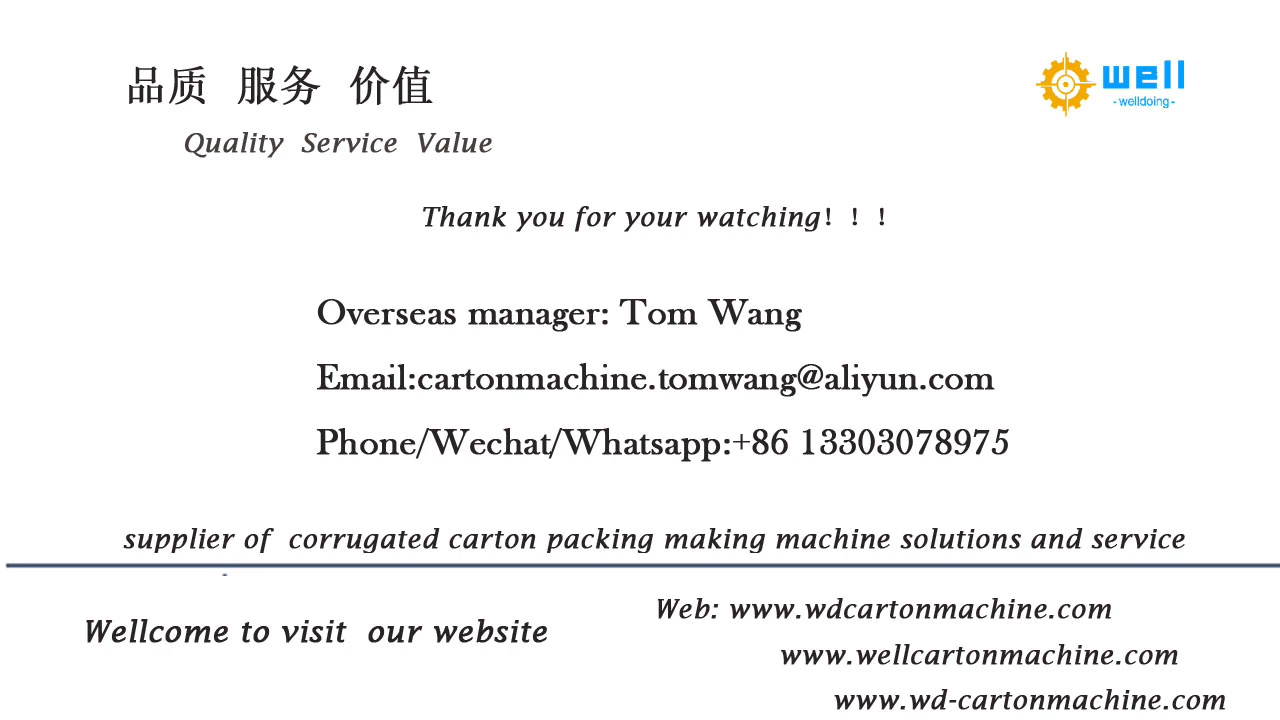 品质 服务 价值
well
-welldoing-
Quality Service Value
Thank you for your watching！！！
Overseas manager: Tom Wang
Email:cartonmachine.tomwang@aliyun.com
Phone/Wechat/Whatsapp:+86 13303078975
supplier of corrugated carton packing making machine solutions and service
Wellcome to visit our website
Web: www.wdcartonmachine.com
www.wellcartonmachine.com
www.wd-cartonmachine.com